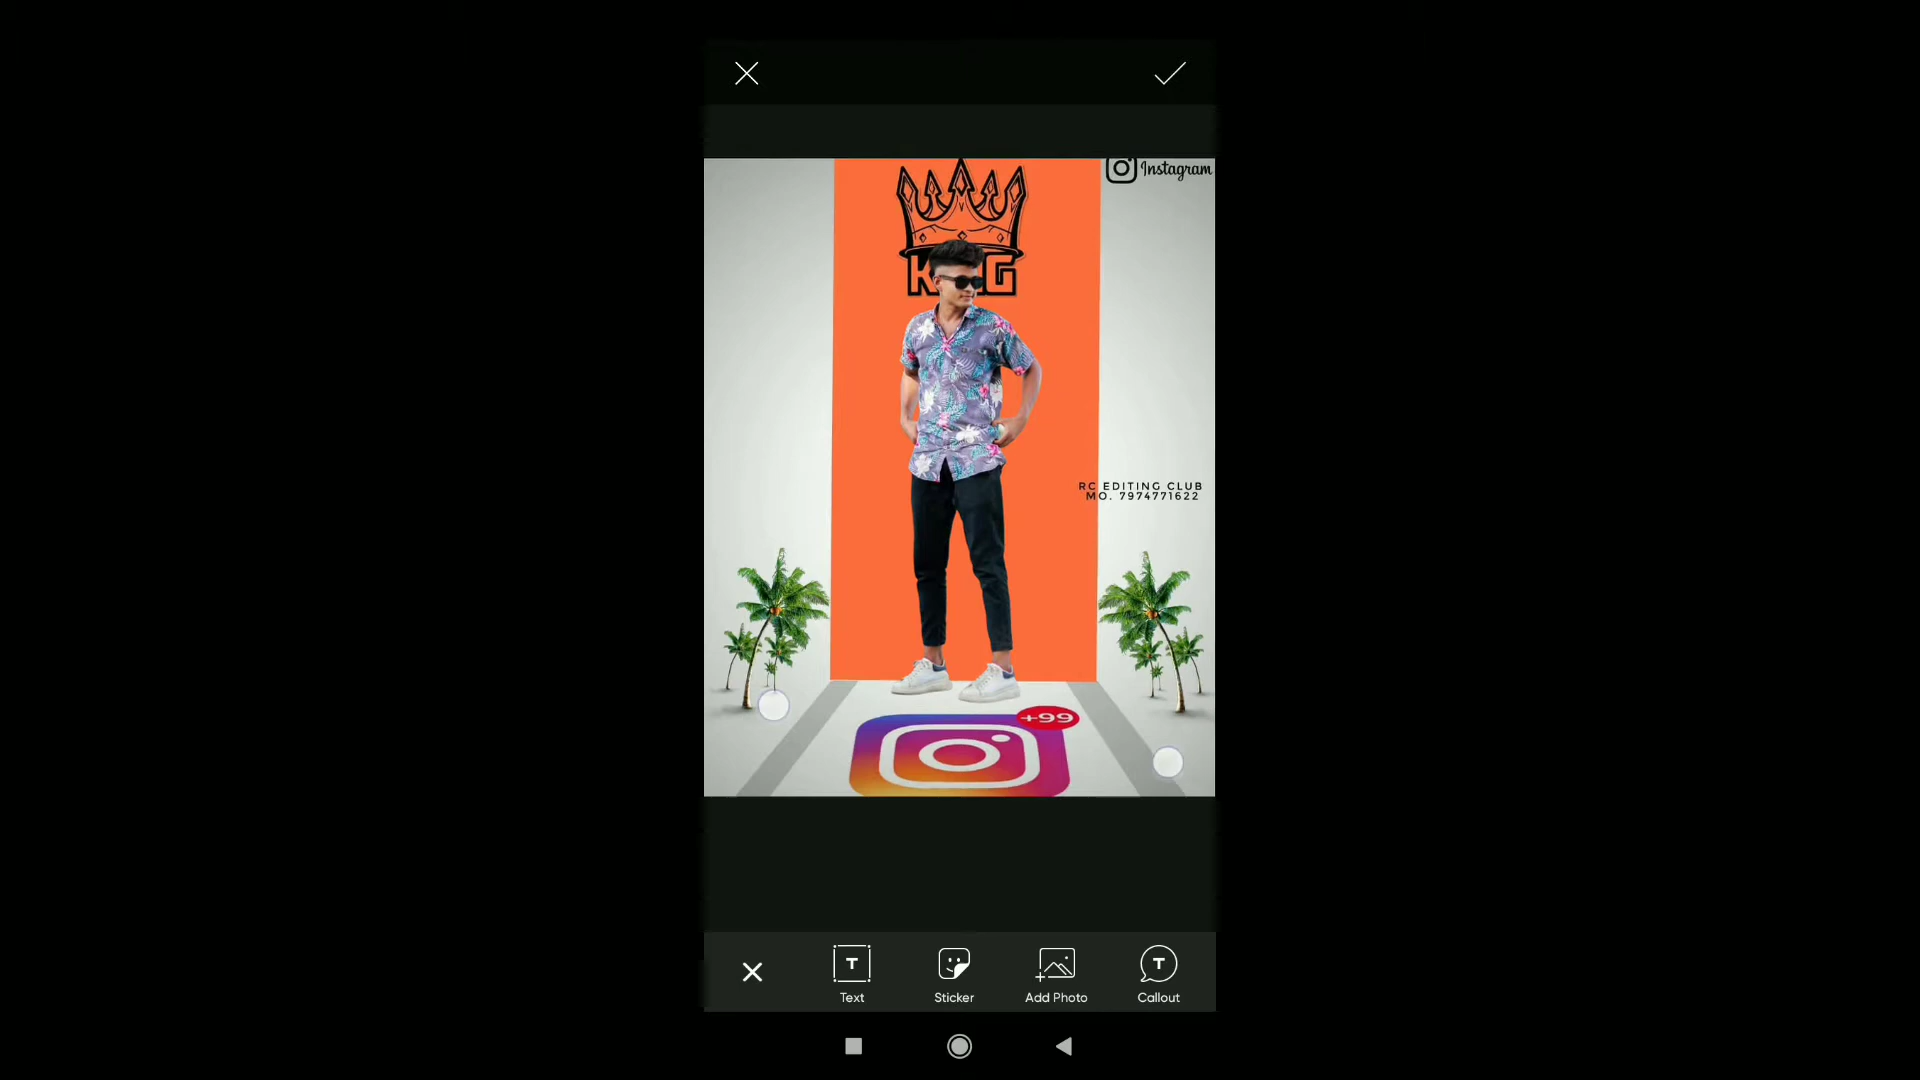 Instagram
KING
RC EDITING CLUB
MO. 7974771622
+99
T
T
Text
Sticker
Add Photo
Callout